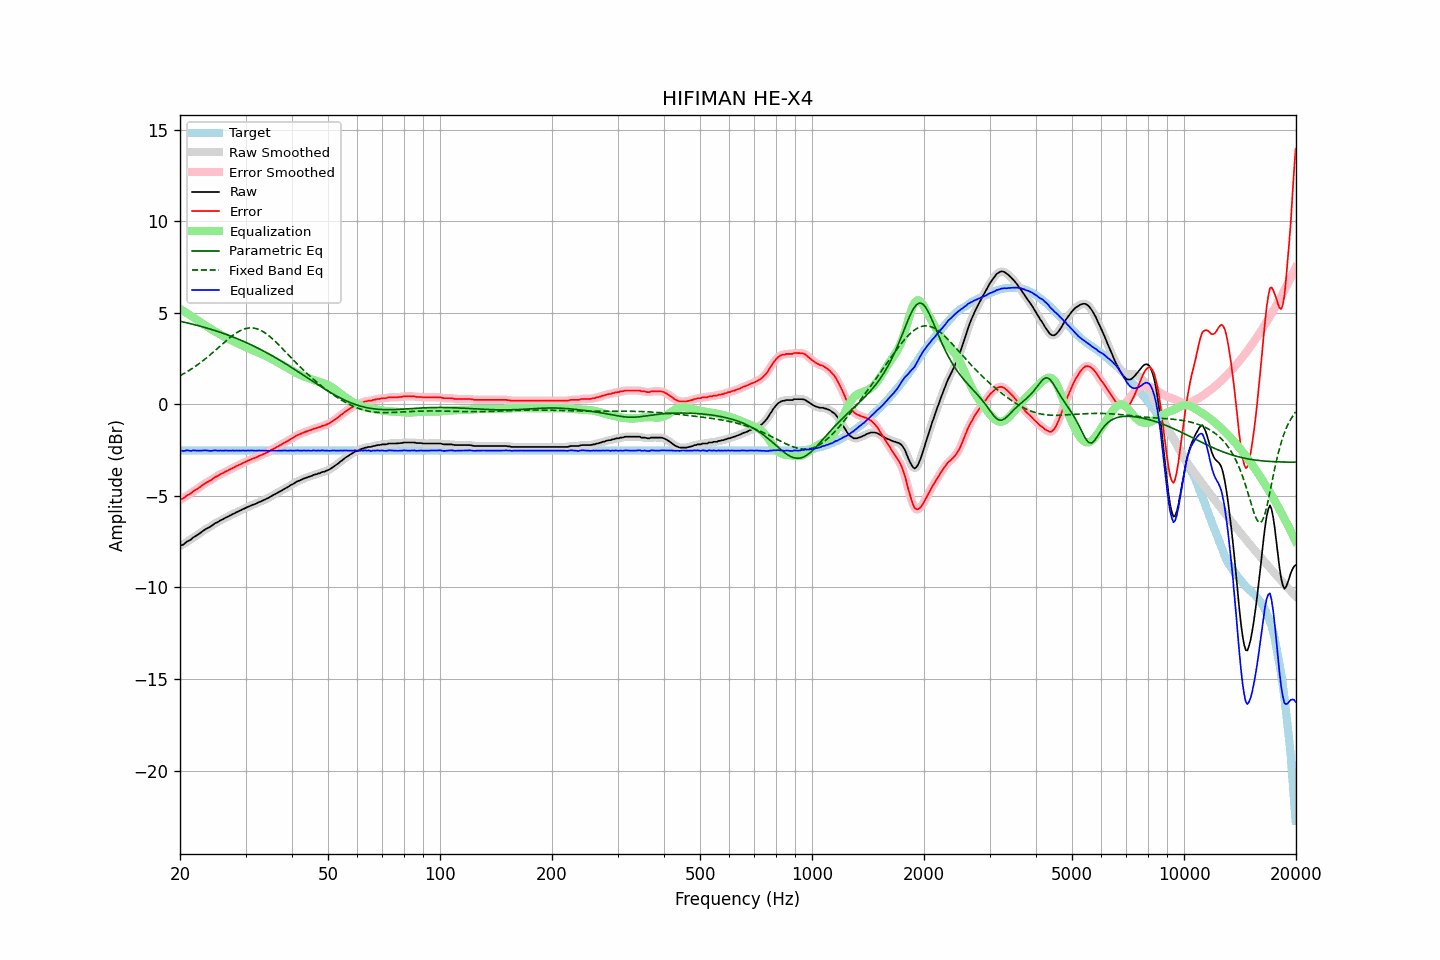 HIFIMAN HE-X4
15
10
5
0
−5
−10
−15
−20
Amplitude (dBr)
Target
Raw Smoothed
Error Smoothed
Raw
Error
Equalization
Parametric Eq
Fixed Band Eq
Equalized
20
50
100
200
500
1000
2000
5000
10000
20000
Frequency (Hz)